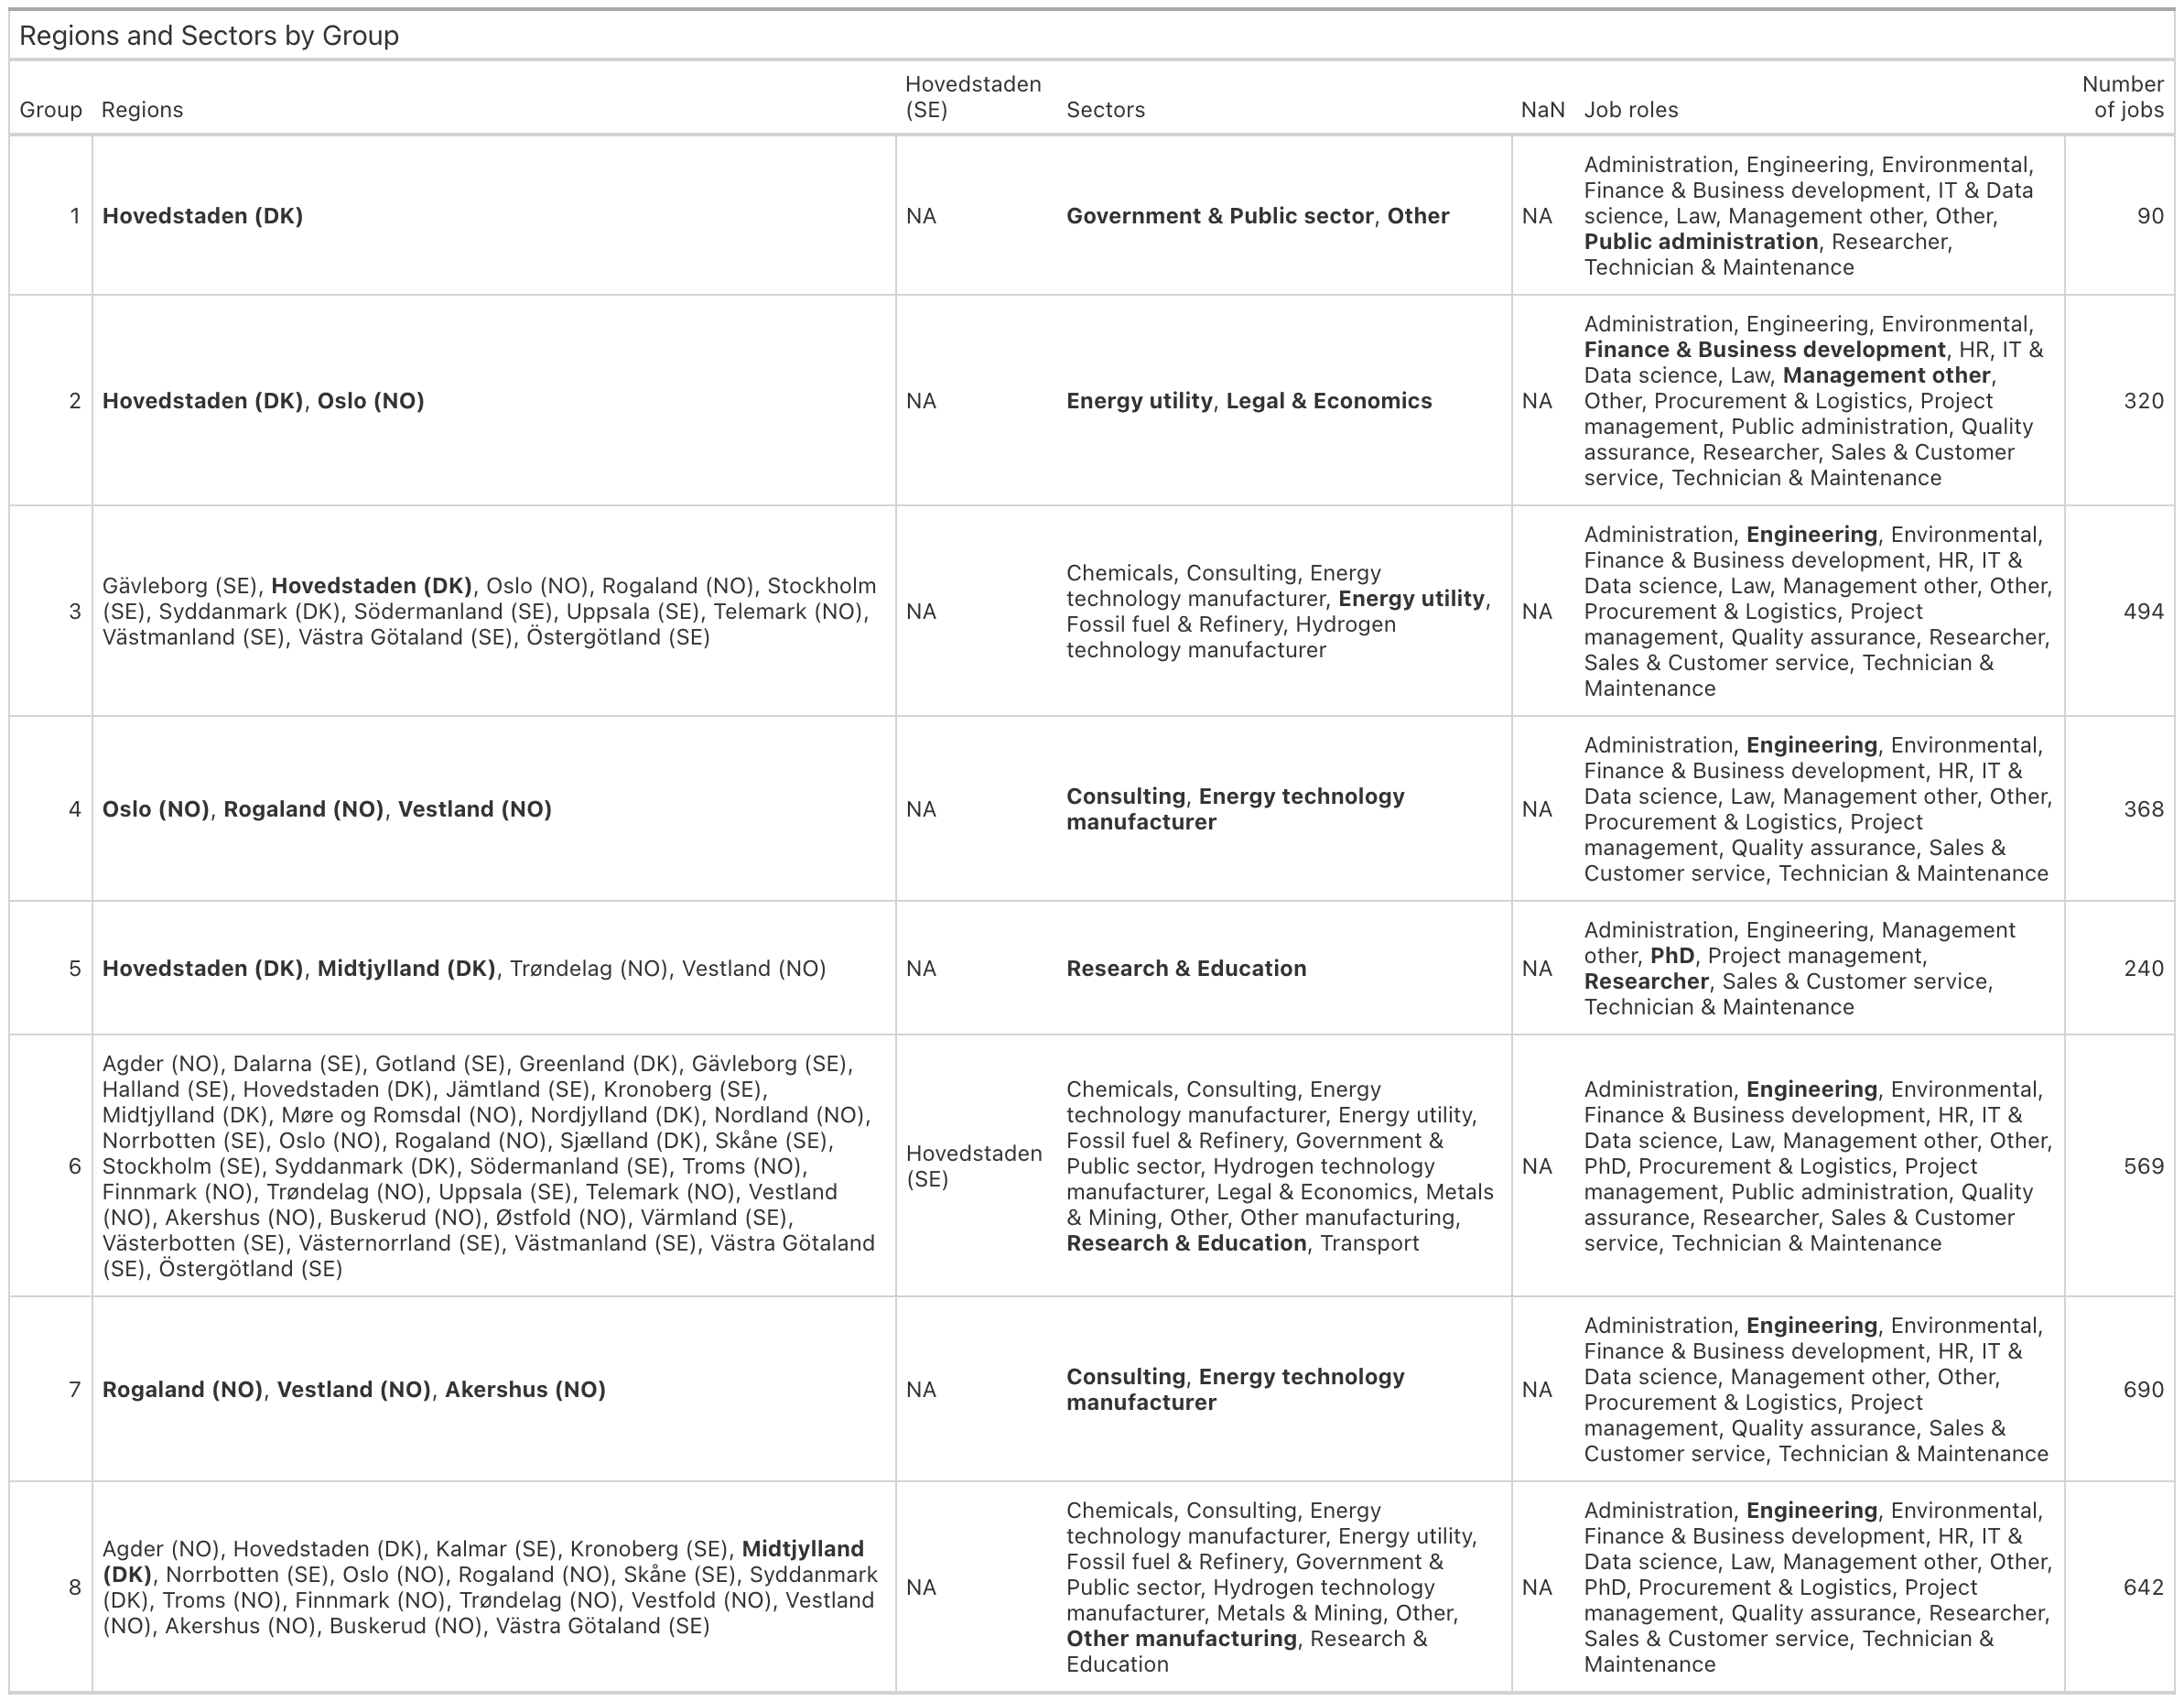 Regions and Sectors by Group
Group Regions Hovedstaden (SE) Sectors NaN Job roles Number of jobs
1
Hovedstaden (DK)
NA
Government & Public sector, Other
NA
Administration, Engineering, Environmental,
Finance & Business development, IT & Data
science, Law, Management other, Other,
Public administration, Researcher,
Technician & Maintenance
90
2
Hovedstaden (DK), Oslo (NO)
NA
Energy utility, Legal & Economics
NA
Administration, Engineering, Environmental,
Finance & Business development, HR, IT &
Data science, Law, Management other,
Other, Procurement & Logistics, Project
management, Public administration, Quality
assurance, Researcher, Sales & Customer
service, Technician & Maintenance
320
3
Gävleborg (SE), Hovedstaden (DK), Oslo (NO), Rogaland (NO), Stockholm
(SE), Syddanmark (DK), Södermanland (SE), Uppsala (SE), Telemark (NO),
Västmanland (SE), Västra Götaland (SE), Östergötland (SE)
NA
Chemicals, Consulting, Energy
technology manufacturer, Energy utility,
Fossil fuel & Refinery, Hydrogen
technology manufacturer
NA
Administration, Engineering, Environmental,
Finance & Business development, HR, IT &
Data science, Law, Management other, Other,
Procurement & Logistics, Project
management, Quality assurance, Researcher,
Sales & Customer service, Technician &
Maintenance
494
4
Oslo (NO), Rogaland (NO), Vestland (NO)
NA
Consulting, Energy technology
manufacturer
NA
Administration, Engineering, Environmental,
Finance & Business development, HR, IT &
Data science, Law, Management other, Other,
Procurement & Logistics, Project
management, Quality assurance, Sales &
Customer service, Technician & Maintenance
368
5
Hovedstaden (DK), Midtjylland (DK), Trøndelag (NO), Vestland (NO)
NA
Research & Education
NA
Administration, Engineering, Management
other, PhD, Project management,
Researcher, Sales & Customer service,
Technician & Maintenance
240
6
Agder (NO), Dalarna (SE), Gotland (SE), Greenland (DK), Gävleborg (SE),
Halland (SE), Hovedstaden (DK), Jämtland (SE), Kronoberg (SE),
Midtjylland (DK), Møre og Romsdal (NO), Nordjylland (DK), Nordland (NO),
Norrbotten (SE), Oslo (NO), Rogaland (NO), Sjælland (DK), Skåne (SE),
Stockholm (SE), Syddanmark (DK), Södermanland (SE), Troms (NO),
Finnmark (NO), Trøndelag (NO), Uppsala (SE), Telemark (NO), Vestland
(NO), Akershus (NO), Buskerud (NO), Østfold (NO), Värmland (SE),
Västerbotten (SE), Västernorrland (SE), Västmanland (SE), Västra Götaland
(SE), Östergötland (SE)
Hovedstaden
(SE)
Chemicals, Consulting, Energy
technology manufacturer, Energy utility,
Fossil fuel & Refinery, Government &
Public sector, Hydrogen technology
manufacturer, Legal & Economics, Metals
& Mining, Other, Other manufacturing,
Research & Education, Transport
NA
Administration, Engineering, Environmental,
Finance & Business development, HR, IT &
Data science, Law, Management other, Other,
PhD, Procurement & Logistics, Project
management, Public administration, Quality
assurance, Researcher, Sales & Customer
service, Technician & Maintenance
569
7
Rogaland (NO), Vestland (NO), Akershus (NO)
NA
Consulting, Energy technology
manufacturer
NA
Administration, Engineering, Environmental,
Finance & Business development, HR, IT &
Data science, Management other, Other,
Procurement & Logistics, Project
management, Quality assurance, Sales &
Customer service, Technician & Maintenance
690
8
Agder (NO), Hovedstaden (DK), Kalmar (SE), Kronoberg (SE), Midtjylland
(DK), Norrbotten (SE), Oslo (NO), Rogaland (NO), Skåne (SE), Syddanmark
(DK), Troms (NO), Finnmark (NO), Trøndelag (NO), Vestfold (NO), Vestland
(NO), Akershus (NO), Buskerud (NO), Västra Götaland (SE)
NA
Chemicals, Consulting, Energy
technology manufacturer, Energy utility,
Fossil fuel & Refinery, Government &
Public sector, Hydrogen technology
manufacturer, Metals & Mining, Other,
Other manufacturing, Research &
Education
NA
Administration, Engineering, Environmental,
Finance & Business development, HR, IT &
Data science, Law, Management other, Other,
PhD, Procurement & Logistics, Project
management, Quality assurance, Researcher,
Sales & Customer service, Technician &
Maintenance
642